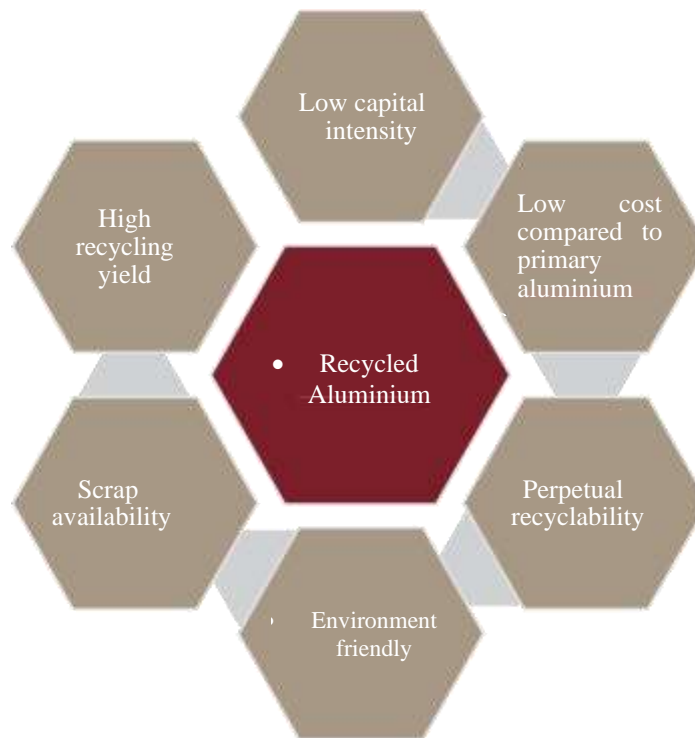 Low capital
intensity
Low cost
compared to
primary
aluminium
High
recycling
yield
• Recycled
Aluminium
Scrap
availability
Perpetual
recyclability
• Environment
friendly